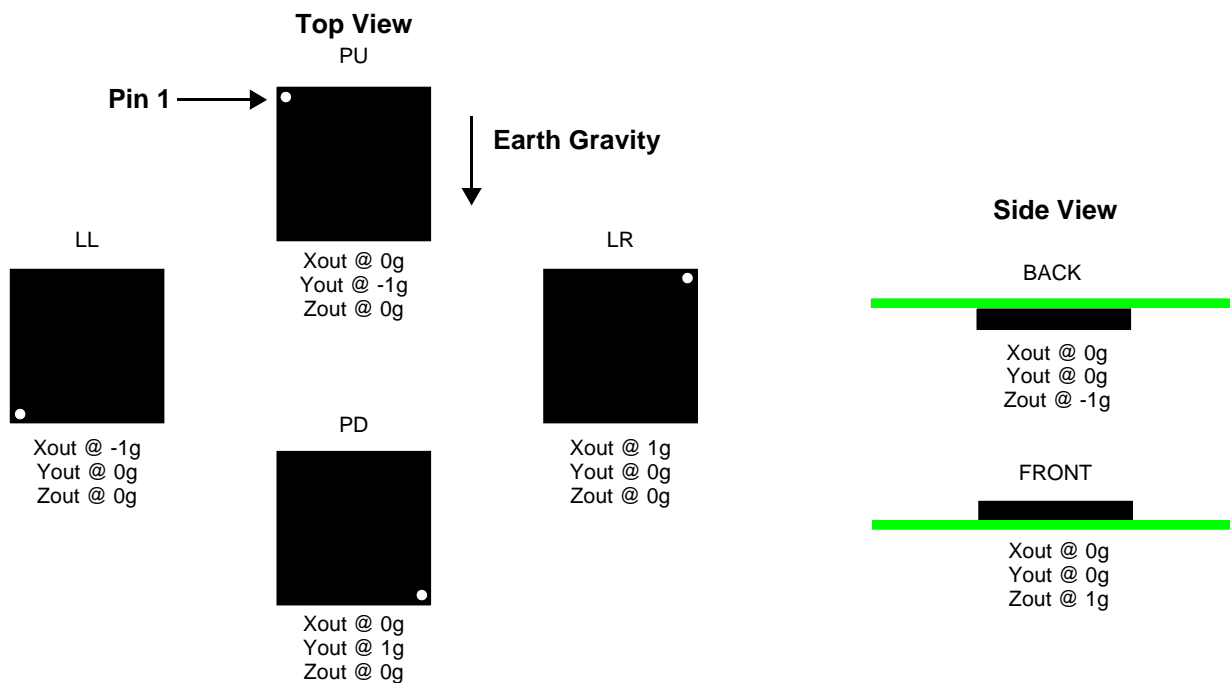 Top View
PU
Pin 1
Earth Gravity
Xout @ 0g
Yout @ -1g
Zout @ 0g
LL
Xout @ -1g
Yout @ 0g
Zout @ 0g
LR
Xout @ 1g
Yout @ 0g
Zout @ 0g
PD
Xout @ 0g
Yout @ 1g
Zout @ 0g
Side View
BACK
Xout @ 0g
Yout @ 0g
Zout @ -1g
FRONT
Xout @ 0g
Yout @ 0g
Zout @ 1g